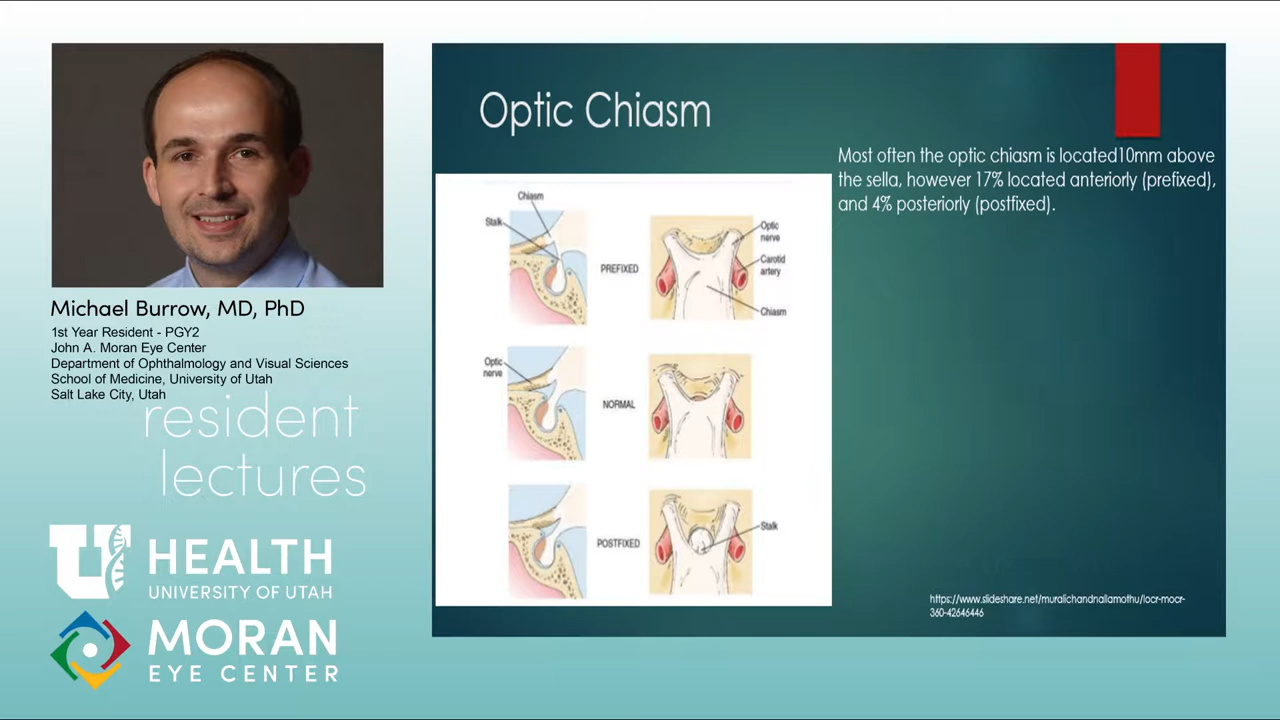 Michael Burrow, MD, PhD
1st Year Resident - PGY2
John A. Moran Eye Center
Department of Ophthalmology and Visual Sciences
School of Medicine, University of Utah
Salt Lake City, Utah
resident
lectures
U
HEALTH
UNIVERSITY OF UTAH
MORAN
EYE CENTER
Optic Chiasm
Most often the optic chiasm is located10mm above
the sella, however 17% located anteriorly (prefixed),
and 4% posteriorly (postfixed).
Chiasm
Stalk
PREFIXED
Optic
nerve
Carotid
artery
Chiasm
Optic
nerve
NORMAL
POSTFIXED
Stalk
https://www.slideshare.net/muralichandnallamothu/locr-mocr-
360-42646446